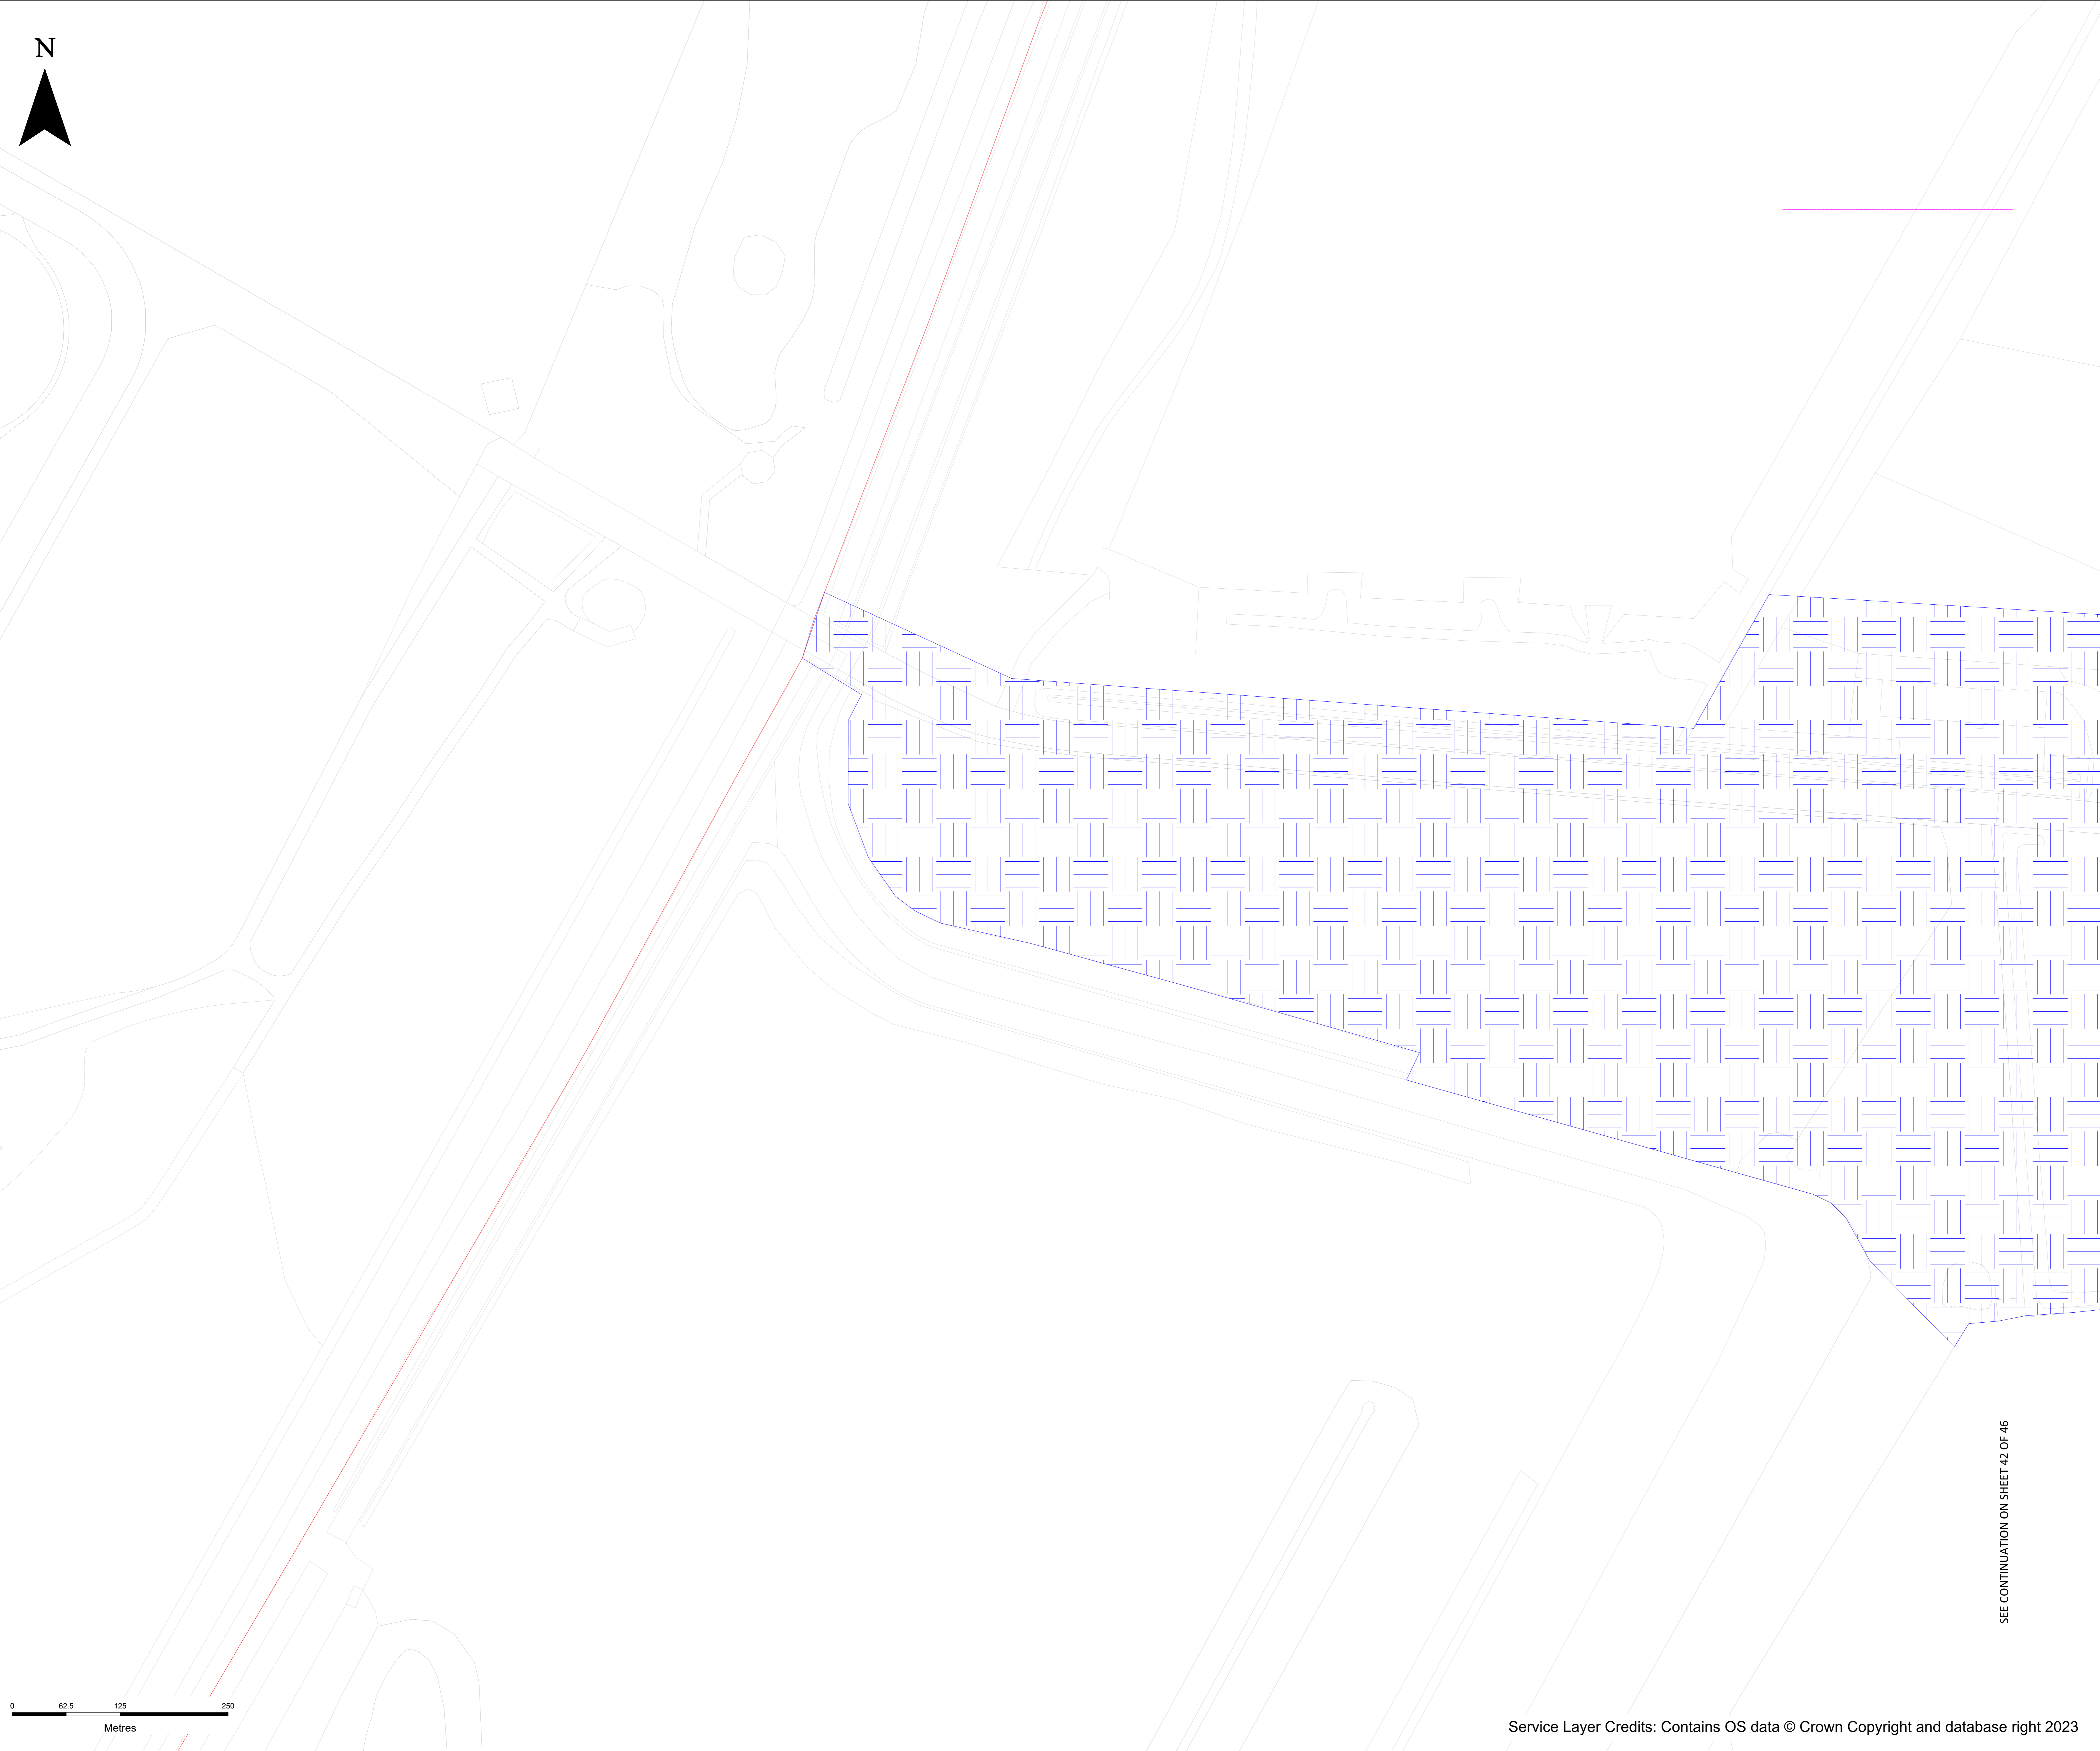 N
SEE CONTINUATION ON SHEET 42 OF 46
0 62.5 125 250
Metres
Service Layer Credits: Contains OS data © Crown Copyright and database right 2023